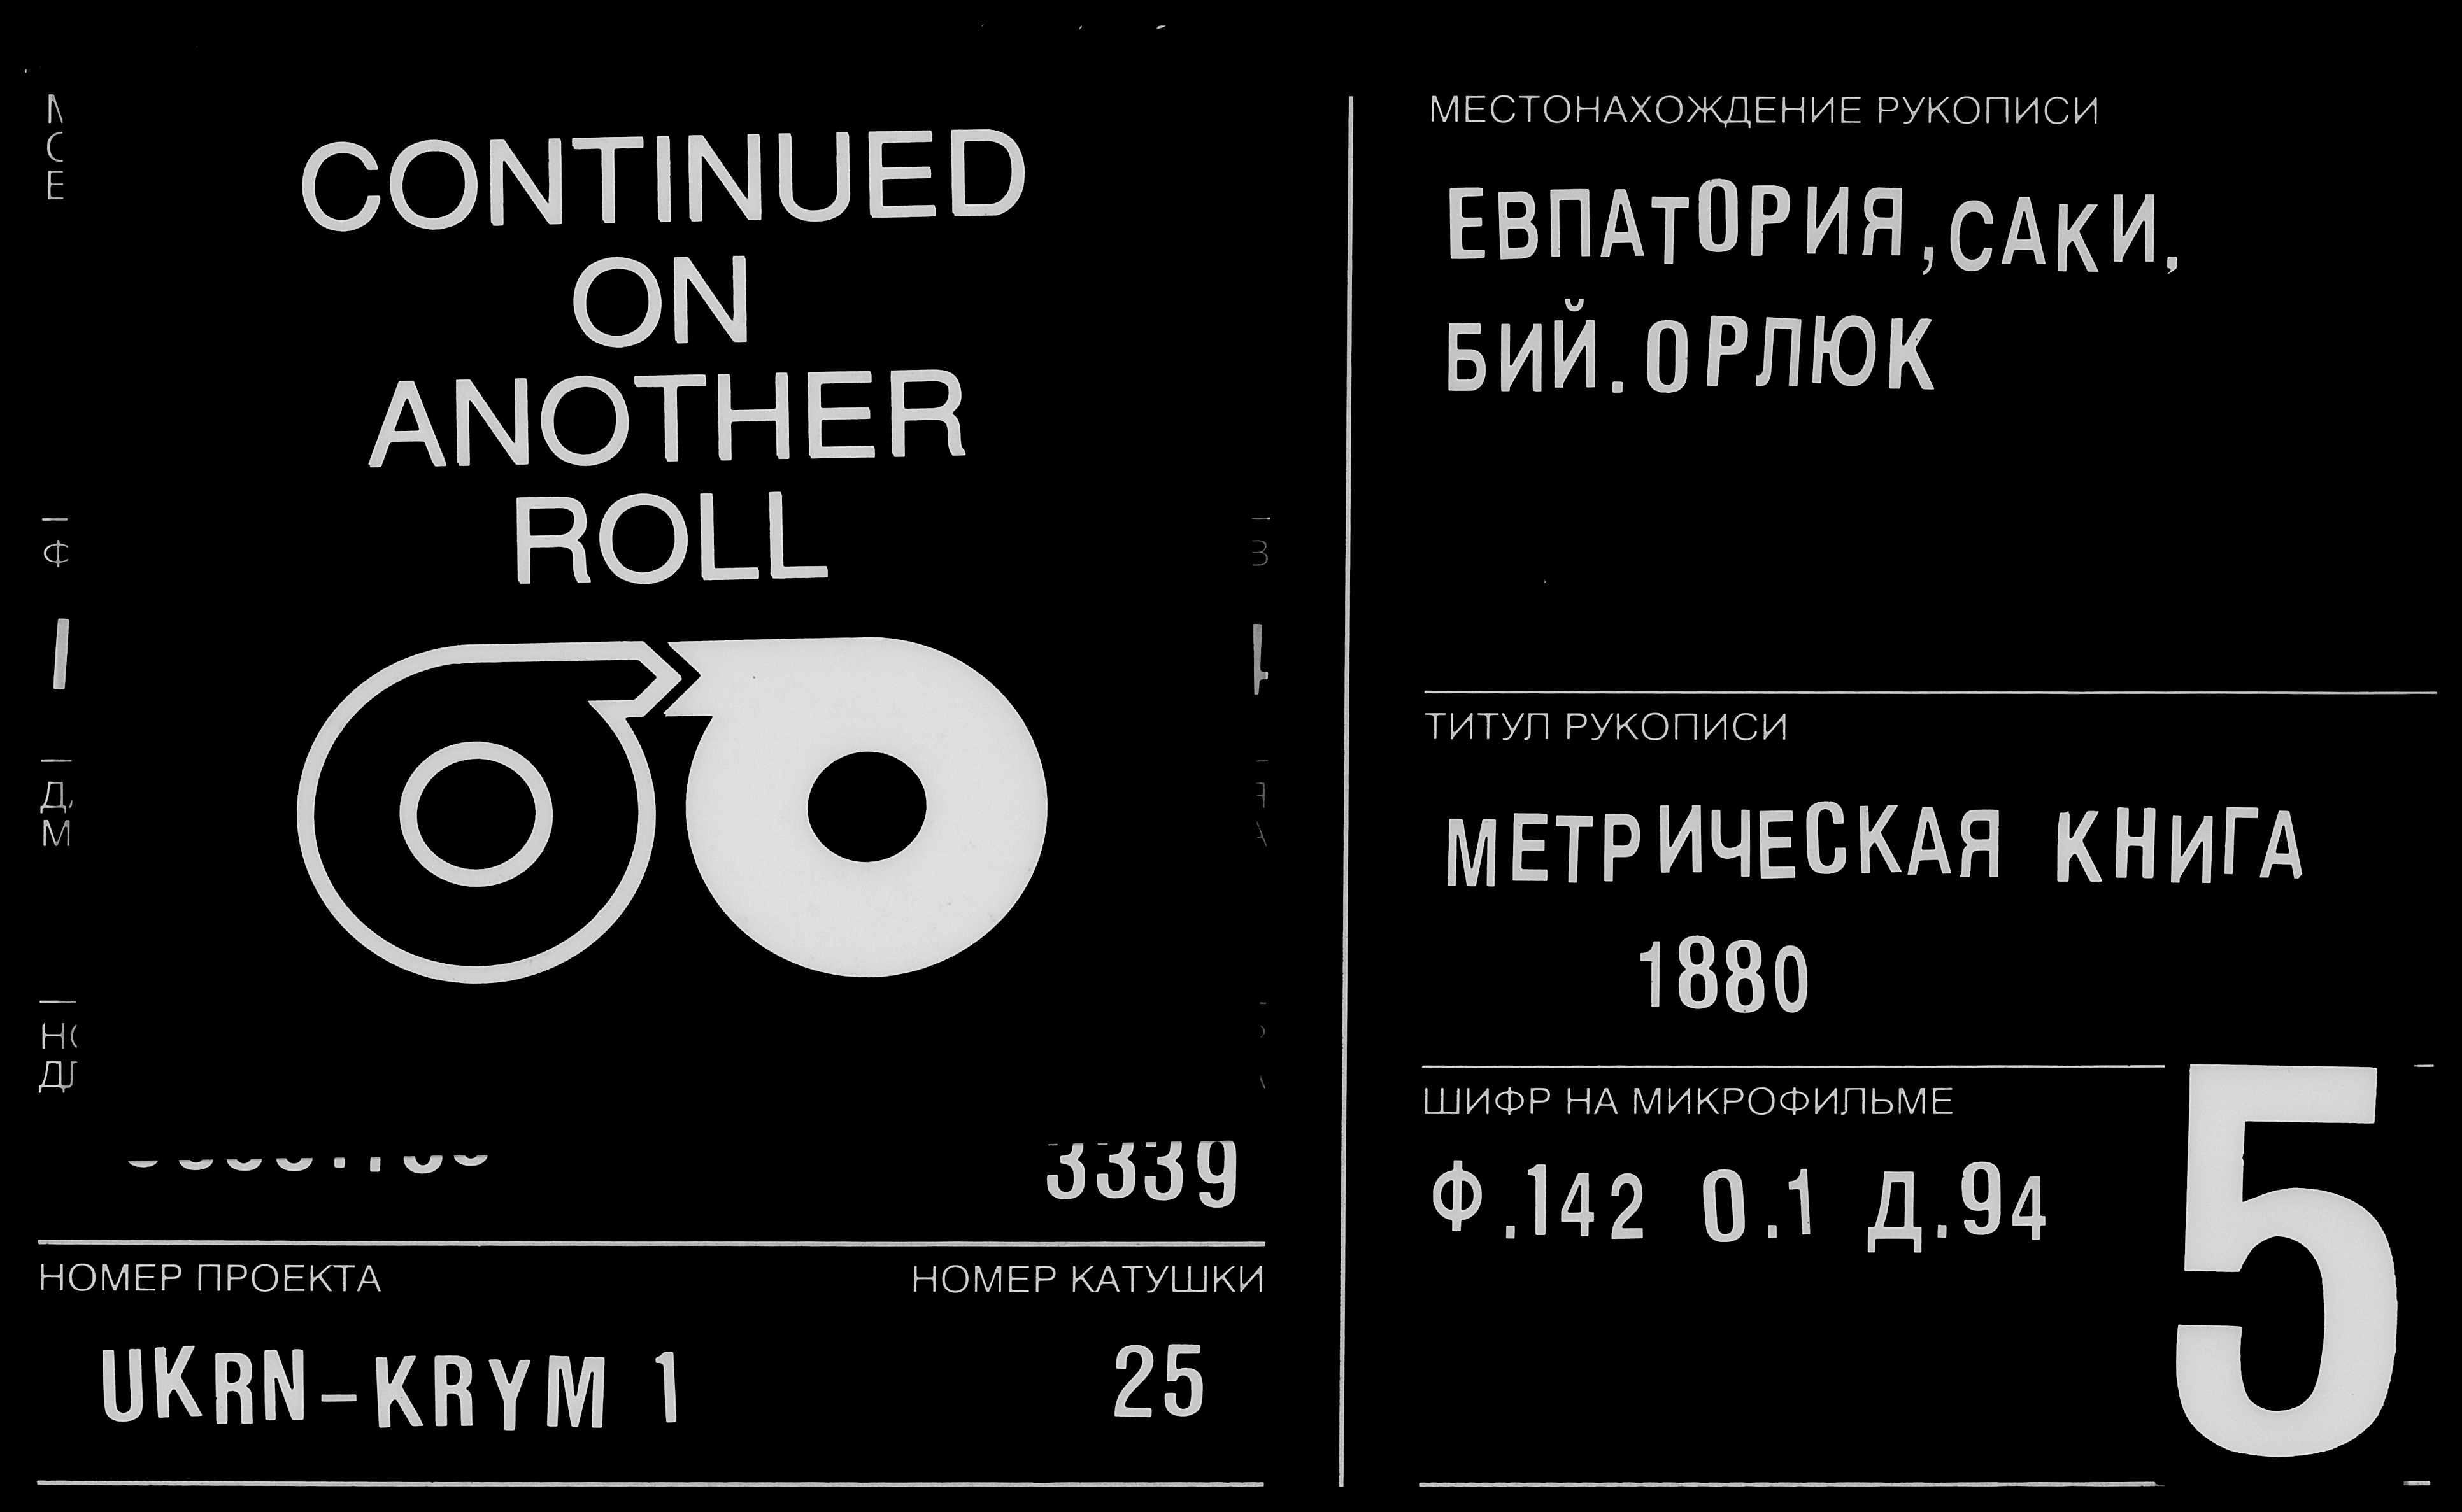 CONTINUED
ON
ANOTHER
ROLL
3339
НОМЕР ПРОЕКТА НОМЕР КАТУШКИ
UKRN-KRYM 1 25
МЕСТОНАХОЖДЕНИЕ РУКОПИСИ
ЕВПАТОРИЯ,САКИ,
БИЙ.ОРЛЮК
ТИТУЛ РУКОПИСИ
МЕТРИЧЕСКАЯ КНИГА
1880
ШИФР НА МИКРОФИЛЬМЕ
Ф.142 О.1 Д.94
5